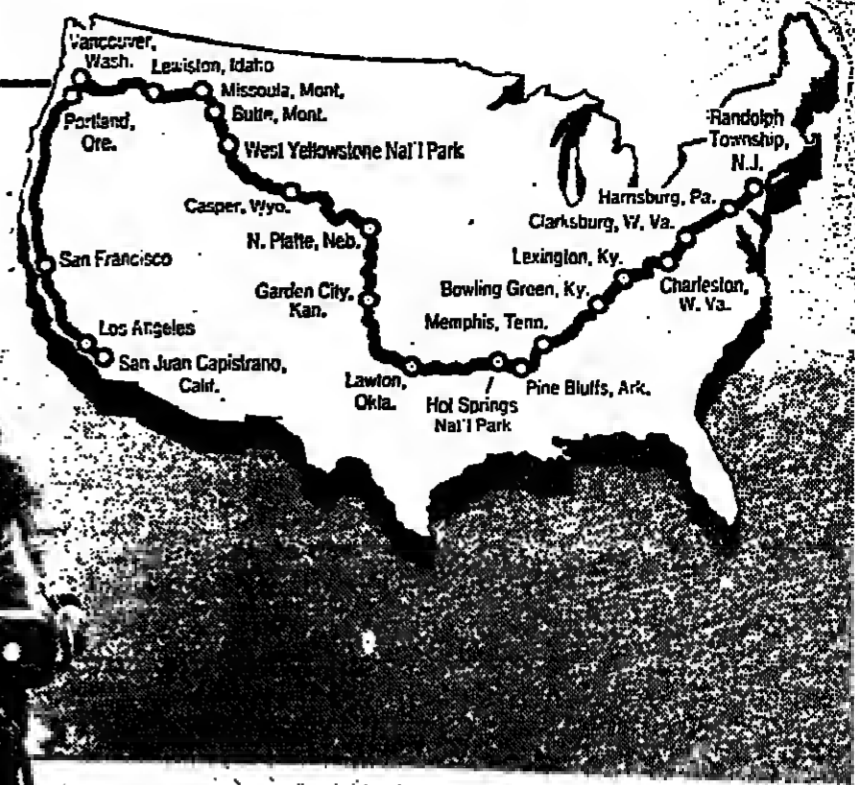 Vancouver,
Wash.
Lewiston, Idaho
Missoula, Mont.
Butte, Mont.
Portland,
Ore.
West Yellowstone Nat'l Park
Casper, Wyo.
N. Platte, Neb.
Garden City,
Kan.
San Francisco
Los Angeles
San Juan Capistrano,
Calif.
Lawton,
Okla.
Hot Springs
Nat'l Park
Pine Bluffs, Ark.
Memphis, Tenn.
Bowling Green, Ky.
Lexington, Ky.
Charleston,
W. Va.
Clarksburg, W. Va.
Harrisburg, Pa.
Randolph
Township,
N.J.